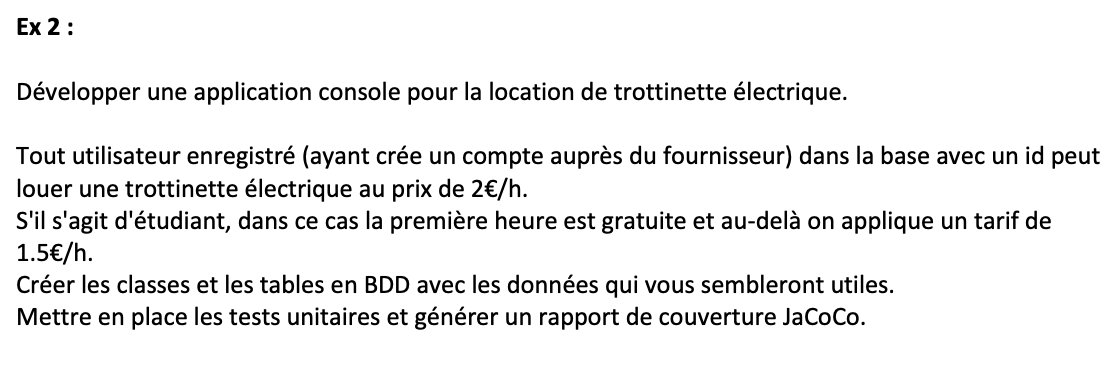 Ex 2 :
Développer une application console pour la location de trottinette électrique.
Tout utilisateur enregistré (ayant crée un compte auprès du fournisseur) dans la base avec un id peut
louer une trottinette électrique au prix de 2€/h.
S'il s'agit d'étudiant, dans ce cas la première heure est gratuite et au-delà on applique un tarif de
1.5€/h.
Créer les classes et les tables en BDD avec les données qui vous sembleront utiles.
Mettre en place les tests unitaires et générer un rapport de couverture JaCoCo.